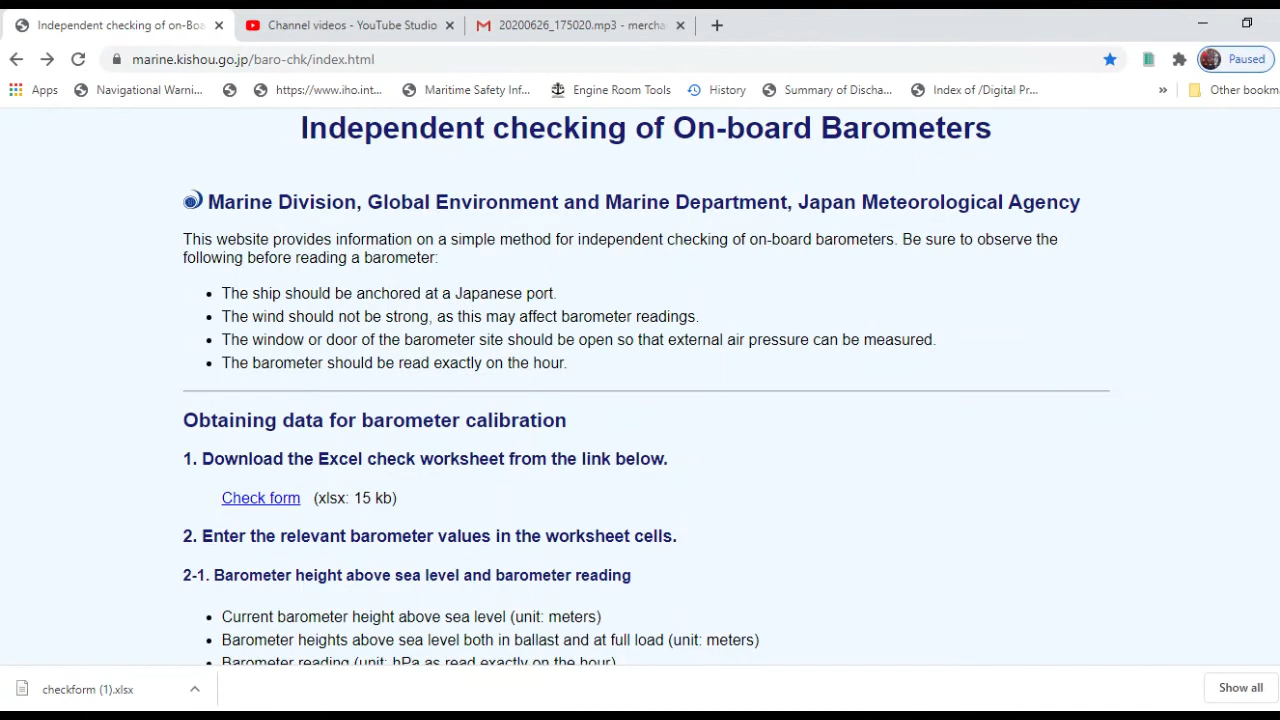 Independent checking of on-Boa
Channel videos - YouTube Studio
20200626_175020.mp3 - mercha
marine.kishou.go.jp/baro-chk/index.html
Paused
Apps
Navigational Warni...
https://www.iho.int...
Maritime Safety Inf...
Engine Room Tools
History
Summary of Discha...
Index of /Digital Pr...
»
Other bookm
Independent checking of On-board Barometers
Marine Division, Global Environment and Marine Department, Japan Meteorological Agency
This website provides information on a simple method for independent checking of on-board barometers. Be sure to observe the
following before reading a barometer:
• The ship should be anchored at a Japanese port.
• The wind should not be strong, as this may affect barometer readings.
• The window or door of the barometer site should be open so that external air pressure can be measured.
• The barometer should be read exactly on the hour.
Obtaining data for barometer calibration
1. Download the Excel check worksheet from the link below.
Check form (xlsx: 15 kb)
2. Enter the relevant barometer values in the worksheet cells.
2-1. Barometer height above sea level and barometer reading
• Current barometer height above sea level (unit: meters)
• Barometer heights above sea level both in ballast and at full load (unit: meters)
• Barometer reading (unit: hPa as read exactly on the hour)
checkform (1).xlsx
Show all